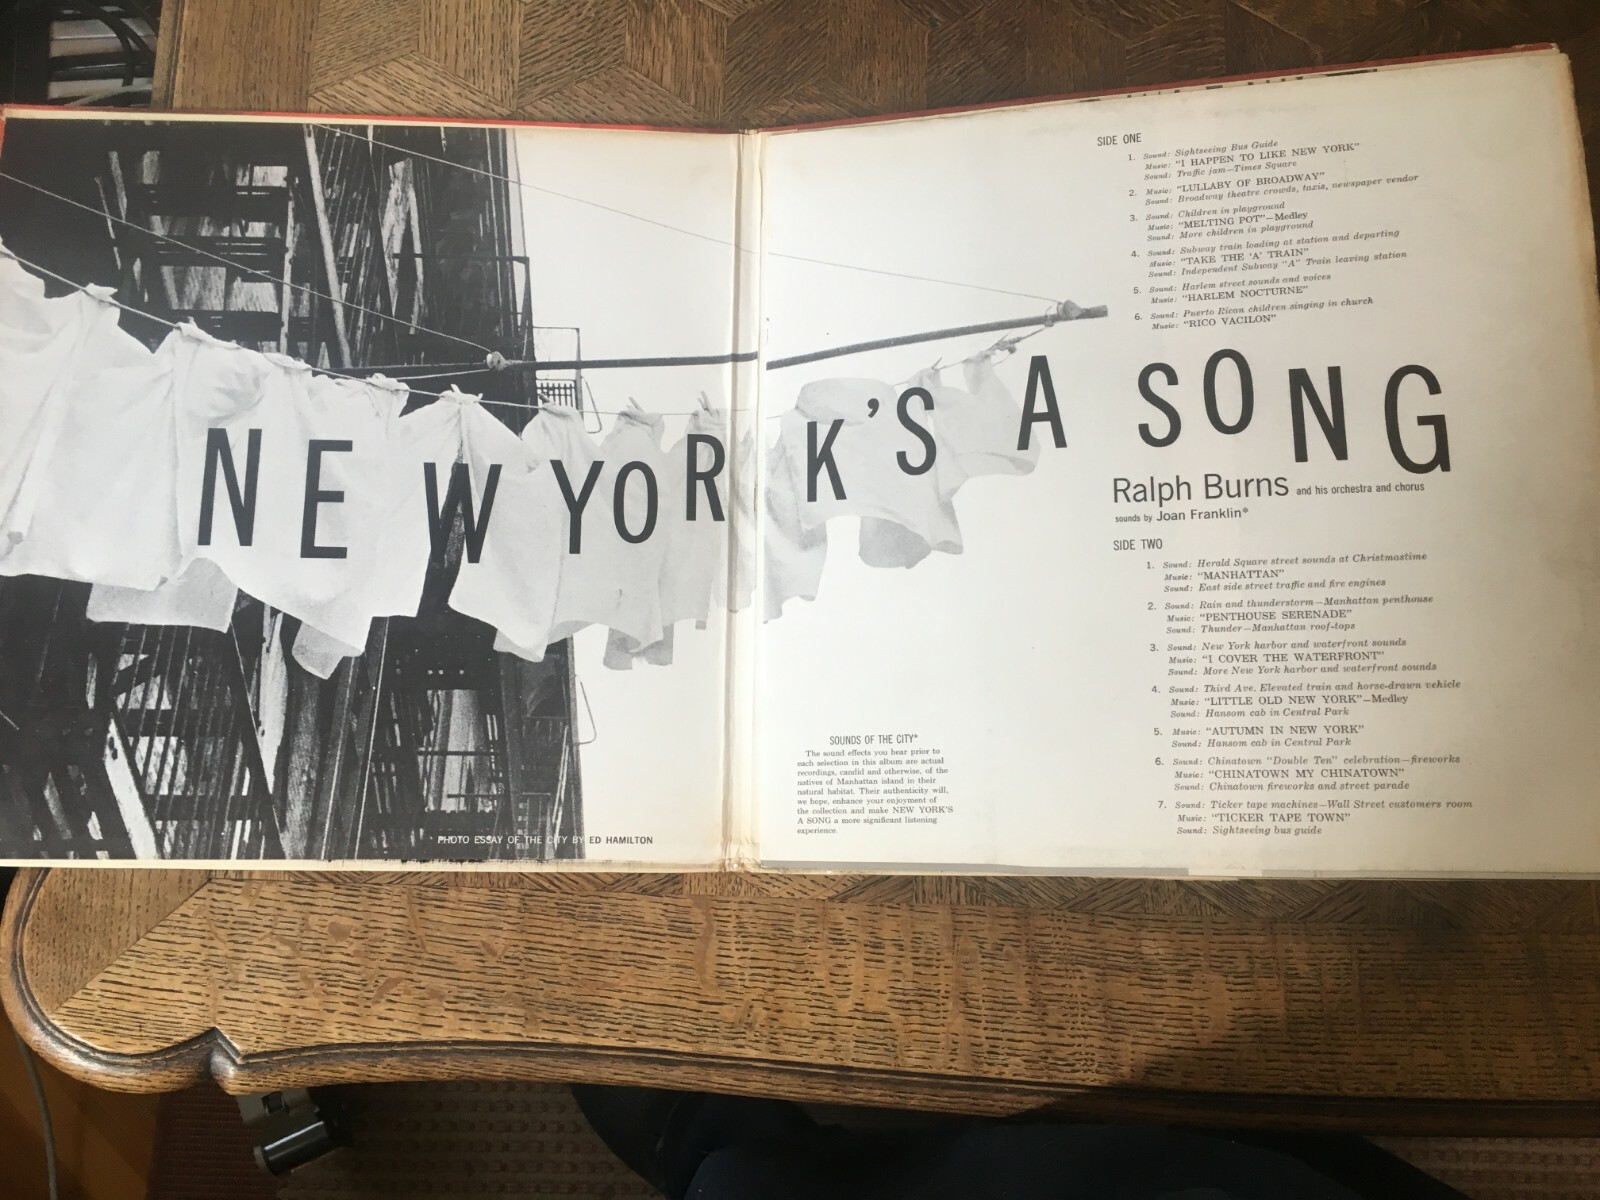 SIDE ONE
1. Sound: Sightseeing Bus Guide
Music: "I HAPPEN TO LIKE NEW YORK"
Sound: Traffic jam—Times Square
2. Music: "LULLABY OF BROADWAY"
Sound: Broadway theatre crowds, taxis, newspaper vendor
3. Sound: Children in playground
Music: "MELTING POT"—Medley
Sound: More children in playground
4. Sound: Subway train loading at station and departing
Music: "TAKE THE 'A' TRAIN"
Sound: Independent Subway "A" Train leaving station
5. Sound: Harlem street sounds and voices
Music: "HARLEM NOCTURNE"
6. Sound: Puerto Rican children singing in church
Music: "RICO VACILON"
NEW YORK'S A SONG
Ralph Burns and his orchestra and chorus
sounds by Joan Franklin*
SIDE TWO
1. Sound: Herald Square street sounds at Christmastime
Music: "MANHATTAN"
Sound: East side street traffic and fire engines
2. Sound: Rain and thunderstorm—Manhattan penthouse
Music: "PENTHOUSE SERENADE"
Sound: Thunder—Manhattan roof-tops
3. Sound: New York harbor and waterfront sounds
Music: "I COVER THE WATERFRONT"
Sound: More New York harbor and waterfront sounds
4. Sound: Third Ave. Elevated train and horse-drawn vehicle
Music: "LITTLE OLD NEW YORK"—Medley
Sound: Hansom cab in Central Park
5. Music: "AUTUMN IN NEW YORK"
Sound: Hansom cab in Central Park
6. Sound: Chinatown "Double Ten" celebration—fireworks
Music: "CHINATOWN MY CHINATOWN"
Sound: Chinatown fireworks and street parade
7. Sound: Ticker tape machines—Wall Street customers room
Music: "TICKER TAPE TOWN"
Sound: Sightseeing bus guide
SOUNDS OF THE CITY*
The sound effects you hear prior to
each selection in this album are actual
recordings, candid and otherwise, of the
natives of Manhattan island in their
natural habitat. Their authenticity will,
we hope, enhance your enjoyment of
the collection and make NEW YORK'S
A SONG a more significant listening
experience.
PHOTO ESSAY OF THE CITY BY ED HAMILTON